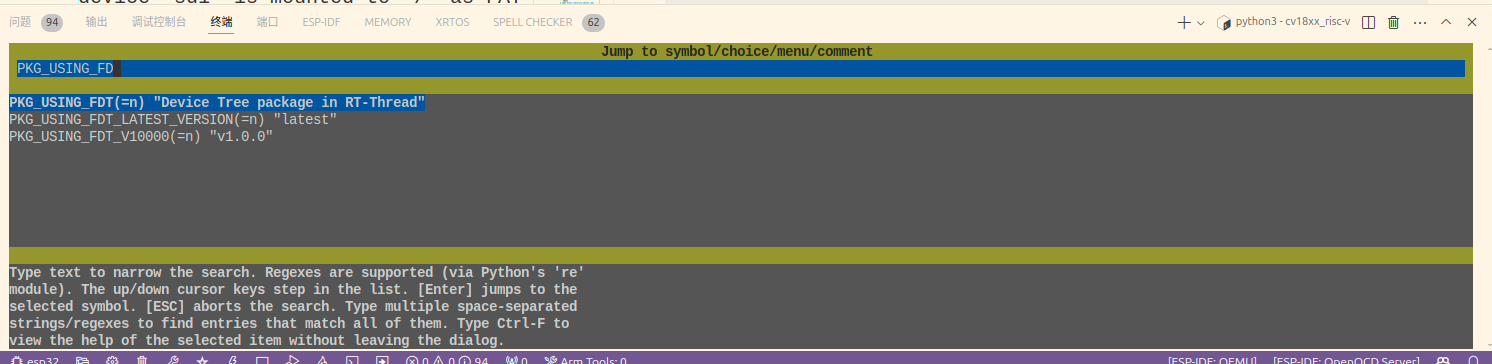 问题 94 输出 调试控制台 终端 端口 ESP-IDF MEMORY XRTOS SPELL CHECKER 62 python3 - cv18xx_risc-v
Jump to symbol/choice/menu/comment
PKG_USING_FD
PKG_USING_FDT(=n) "Device Tree package in RT-Thread"
PKG_USING_FDT_LATEST_VERSION(=n) "latest"
PKG_USING_FDT_V10000(=n) "v1.0.0"
Type text to narrow the search. Regexes are supported (via Python's 're'
module). The up/down cursor keys step in the list. [Enter] jumps to the
selected symbol. [ESC] aborts the search. Type multiple space-separated
strings/regexes to find entries that match all of them. Type Ctrl-F to
view the help of the selected item without leaving the dialog.
esp32 0 0 94 0 Arm Tools: 0 [ESP-IDF: QEMU] [ESP-IDF: OpenOCD Server]